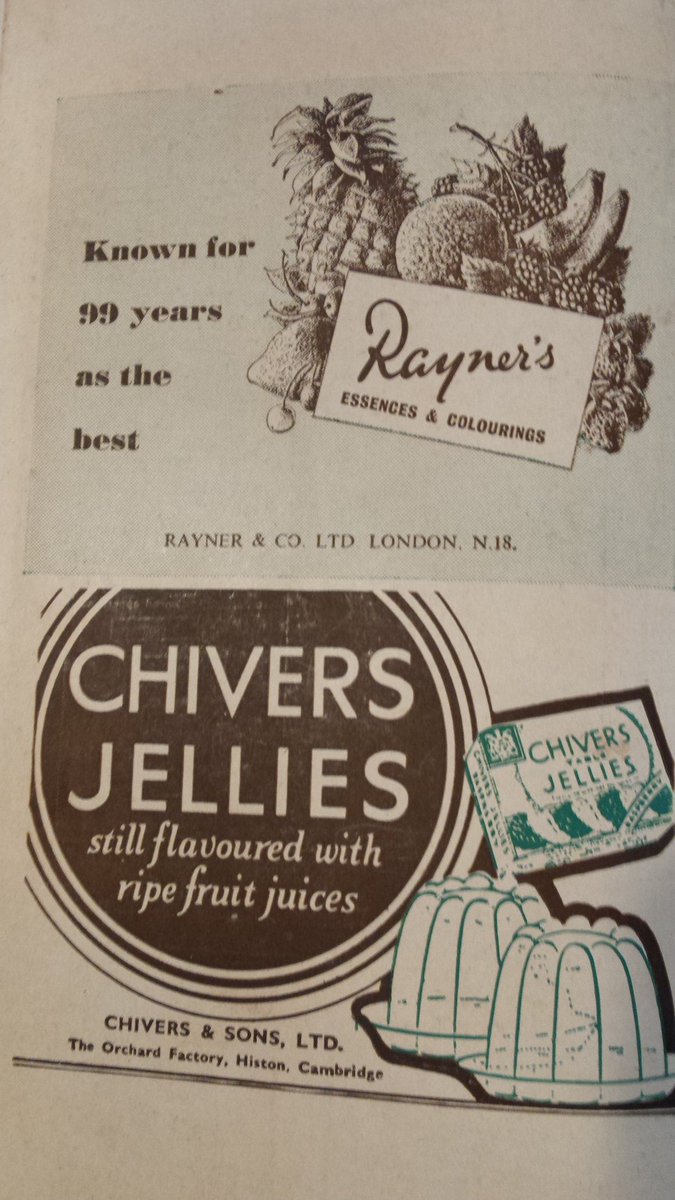 Known for
99 years
as the
best
Rayner's
ESSENCES & COLOURINGS
RAYNER & CO. LTD LONDON. N.18.
CHIVERS
JELLIES
still flavoured with
ripe fruit juices
CHIVERS
TABLE
JELLIES
CHIVERS & SONS, LTD.
The Orchard Factory, Histon, Cambridge